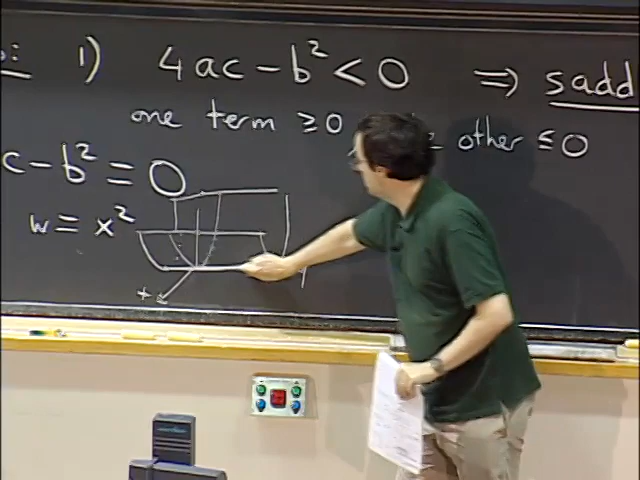 1) 4ac - b² < 0 ⇒ sadd
one term ≥ 0 other ≤ 0
c - b² = 0
w = x²